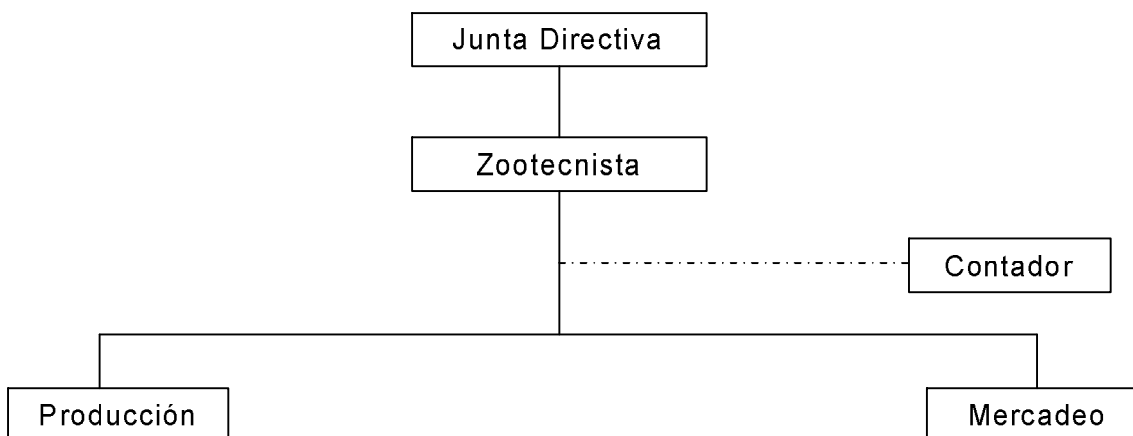 Junta Directiva
Zootecnista
Contador
Producción
Mercadeo